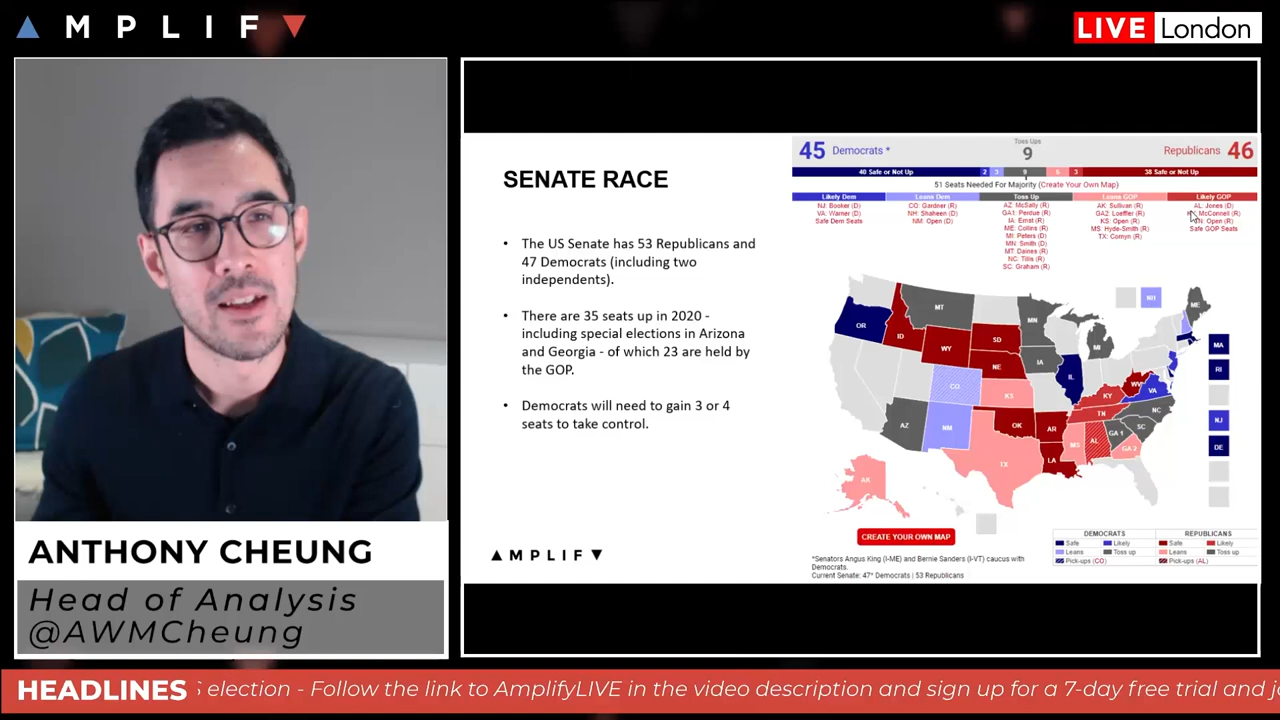 AMPLIFY
LIVE London
ANTHONY CHEUNG
Head of Analysis
@AWMCheung
SENATE RACE
• The US Senate has 53 Republicans and
47 Democrats (including two
independents).
• There are 35 seats up in 2020 -
including special elections in Arizona
and Georgia - of which 23 are held by
the GOP.
• Democrats will need to gain 3 or 4
seats to take control.
AMPLIFY
45 Democrats *
Toss Ups
9
Republicans 46
40 Safe or Not Up 2 3 9 5 3 38 Safe or Not Up
51 Seats Needed For Majority (Create Your Own Map)
Likely Dem
NJ: Booker (D)
VA: Warner (D)
Safe Dem Seats
Leans Dem
CO: Gardner (R)
NH: Shaheen (D)
NM: Open (D)
Toss Up
AZ: McSally (R)
GA1: Perdue (R)
IA: Ernst (R)
ME: Collins (R)
MI: Peters (D)
MN: Smith (D)
MT: Daines (R)
NC: Tillis (R)
SC: Graham (R)
Leans GOP
AK: Sullivan (R)
GA2: Loeffler (R)
KS: Open (R)
MS: Hyde-Smith (R)
TX: Cornyn (R)
Likely GOP
AL: Jones (D)
McConnell (R)
Open (R)
Safe GOP Seats
OR
ID
MT
WY
SD
NE
MN
IA
MI
IL
NH
ME
MA
RI
NJ
DE
CO
KS
KY
WV
VA
AZ
NM
OK
AR
TN
NC
SC
TX
LA
MS
AL
GA 1
GA 2
AK
CREATE YOUR OWN MAP
*Senators Angus King (I-ME) and Bernie Sanders (I-VT) caucus with
Democrats.
Current Senate: 47* Democrats | 53 Republicans
DEMOCRATS
Safe Likely
Leans Toss up
Pick-ups (CO)
REPUBLICANS
Safe Likely
Leans Toss up
Pick-ups (AL)
HEADLINES election - Follow the link to AmplifyLIVE in the video description and sign up for a 7-day free trial and